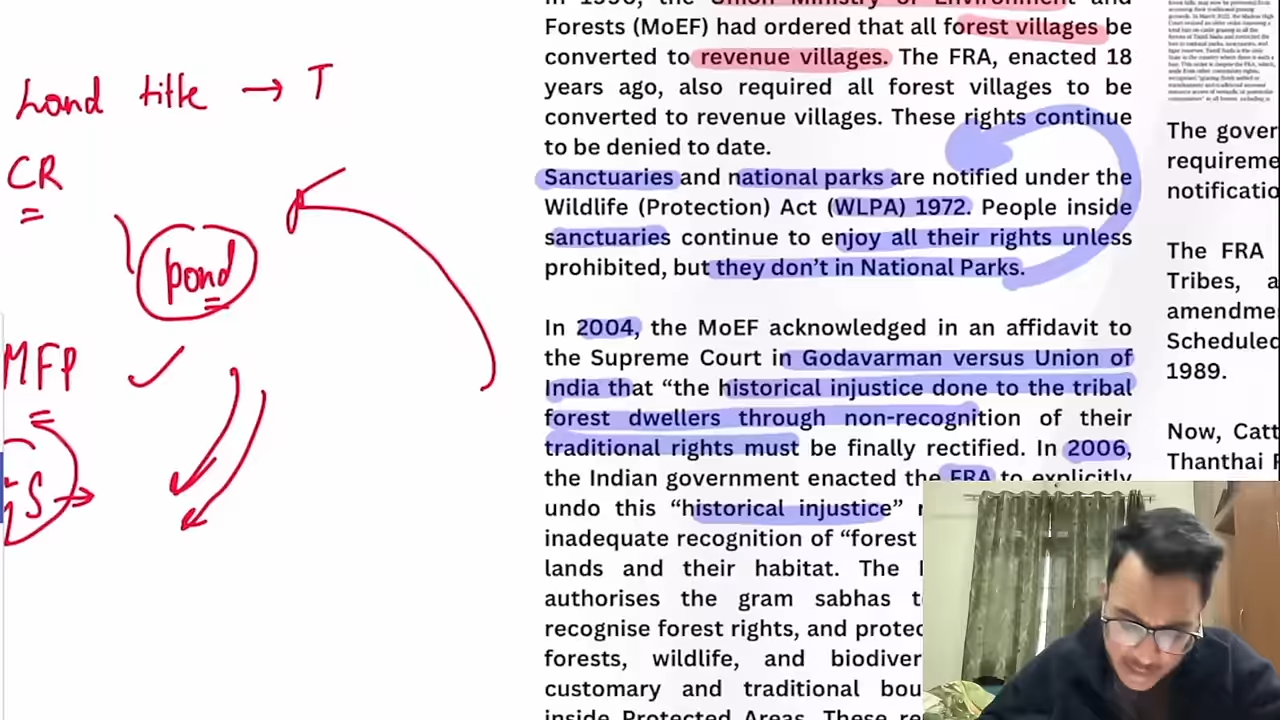 Land title → T
CR
pond
MFP
GS →
In 1990, the Union Ministry of Environment and
Forests (MoEF) had ordered that all forest villages be
converted to revenue villages. The FRA, enacted 18
years ago, also required all forest villages to be
converted to revenue villages. These rights continue
to be denied to date.
Sanctuaries and national parks are notified under the
Wildlife (Protection) Act (WLPA) 1972. People inside
sanctuaries continue to enjoy all their rights unless
prohibited, but they don't in National Parks.
In 2004, the MoEF acknowledged in an affidavit to
the Supreme Court in Godavarman versus Union of
India that “the historical injustice done to the tribal
forest dwellers through non-recognition of their
traditional rights must be finally rectified. In 2006,
the Indian government enacted the FRA to explicitly
undo this “historical injustice”
inadequate recognition of “forest
lands and their habitat. The
authorises the gram sabhas
recognise forest rights, and protec
forests, wildlife, and biodiver
customary and traditional bou
inside Protected Areas. These re
The gover
requireme
notificatio
The FRA
Tribes, a
amendme
Scheduled
1989.
Now, Catt
Thanthai P